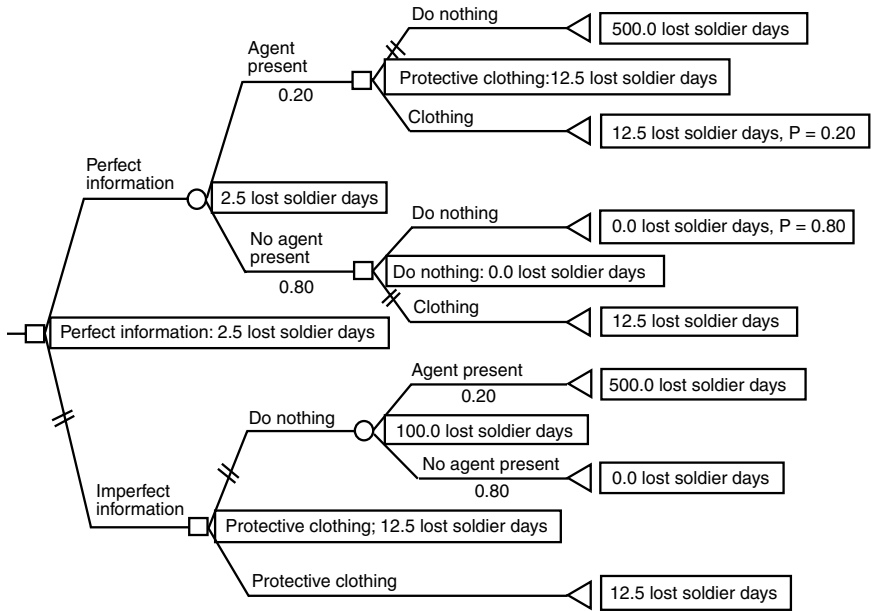 Do nothing
500.0 lost soldier days
Agent
present
0.20
Protective clothing:12.5 lost soldier days
Clothing
12.5 lost soldier days, P = 0.20
Perfect
information
2.5 lost soldier days
Do nothing
0.0 lost soldier days, P = 0.80
No agent
present
0.80
Do nothing: 0.0 lost soldier days
Clothing
12.5 lost soldier days
Perfect information: 2.5 lost soldier days
Agent present
0.20
500.0 lost soldier days
Do nothing
100.0 lost soldier days
No agent present
0.80
0.0 lost soldier days
Imperfect
information
Protective clothing; 12.5 lost soldier days
Protective clothing
12.5 lost soldier days